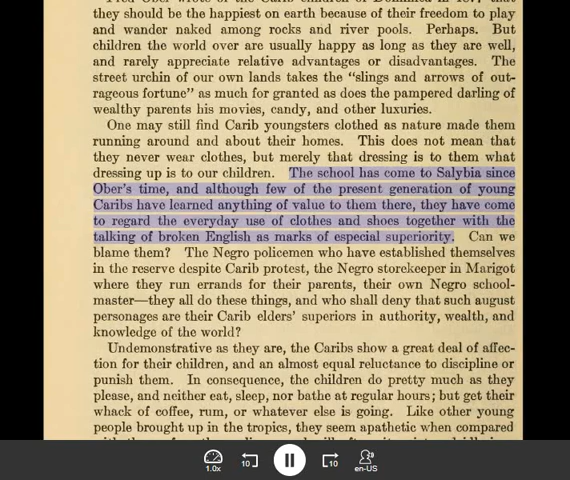 they should be the happiest on earth because of their freedom to play
and wander naked among rocks and river pools. Perhaps. But
children the world over are usually happy as long as they are well,
and rarely appreciate relative advantages or disadvantages. The
street urchin of our own lands takes the "slings and arrows of out-
rageous fortune" as much for granted as does the pampered darling of
wealthy parents his movies, candy, and other luxuries.
One may still find Carib youngsters clothed as nature made them
running around and about their homes. This does not mean that
they never wear clothes, but merely that dressing is to them what
dressing up is to our children. The school has come to Salybia since
Ober's time, and although few of the present generation of young
Caribs have learned anything of value to them there, they have come
to regard the everyday use of clothes and shoes together with the
talking of broken English as marks of especial superiority. Can we
blame them? The Negro policemen who have established themselves
in the reserve despite Carib protest, the Negro storekeeper in Marigot
where they run errands for their parents, their own Negro school-
master—they all do these things, and who shall deny that such august
personages are their Carib elders' superiors in authority, wealth, and
knowledge of the world?
Undemonstrative as they are, the Caribs show a great deal of affec-
tion for their children, and an almost equal reluctance to discipline or
punish them. In consequence, the children do pretty much as they
please, and neither eat, sleep, nor bathe at regular hours; but get their
whack of coffee, rum, or whatever else is going. Like other young
people brought up in the tropics, they seem apathetic when compared
1.0x 10 10 en-US